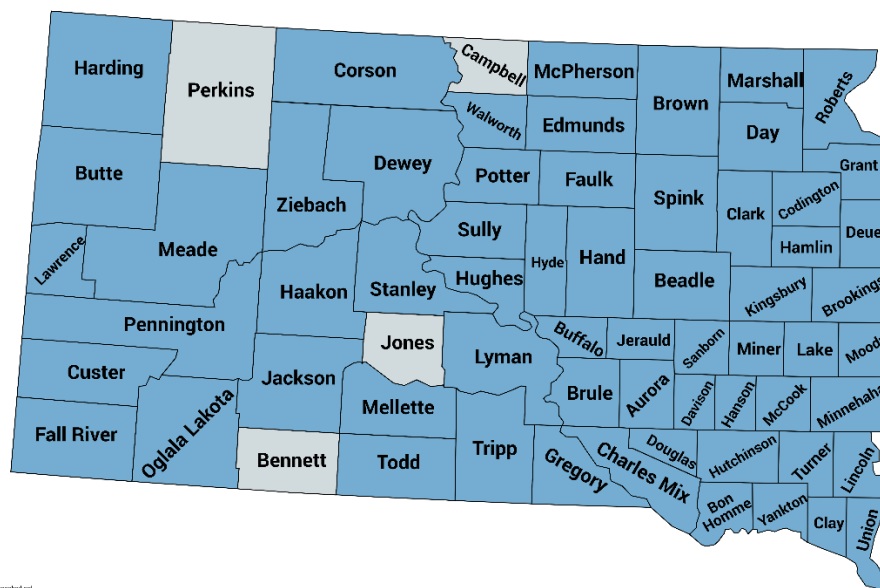 Harding
Perkins
Corson
Campbell
McPherson
Brown
Marshall
Roberts
Walworth
Edmunds
Day
Grant
Butte
Dewey
Potter
Faulk
Spink
Clark
Codington
Ziebach
Lawrence
Meade
Sully
Hyde
Hand
Hamlin
Deue
Haakon
Stanley
Hughes
Beadle
Kingsbury
Brookings
Pennington
Jones
Lyman
Buffalo
Jerauld
Sanborn
Miner
Lake
Mood
Custer
Jackson
Mellette
Brule
Aurora
Davison
Hanson
McCook
Minnehaha
Fall River
Oglala Lakota
Bennett
Todd
Tripp
Gregory
Charles Mix
Douglas
Hutchinson
Turner
Lincoln
Bon
Homme
Yankton
Clay
Union